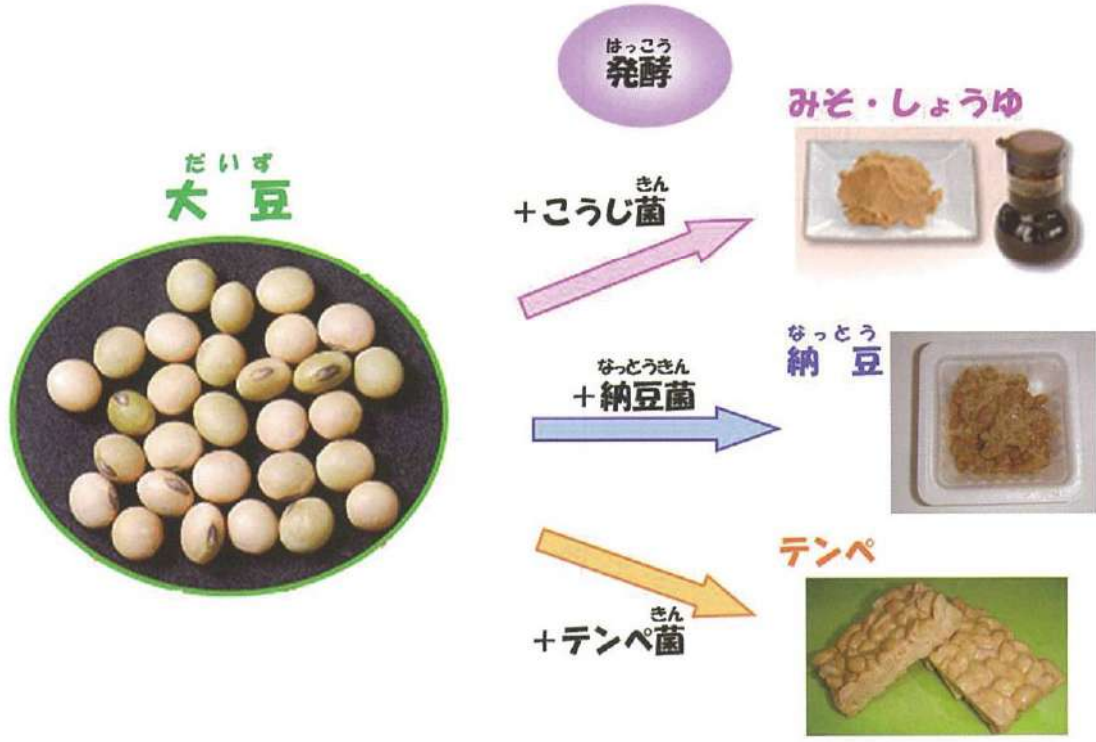 はっこう
発酵
だいず
大豆
+こうじ菌
きん
みそ・しょうゆ
なっとうきん
+納豆菌
なっとう
納豆
きん
+テンペ菌
テンペ